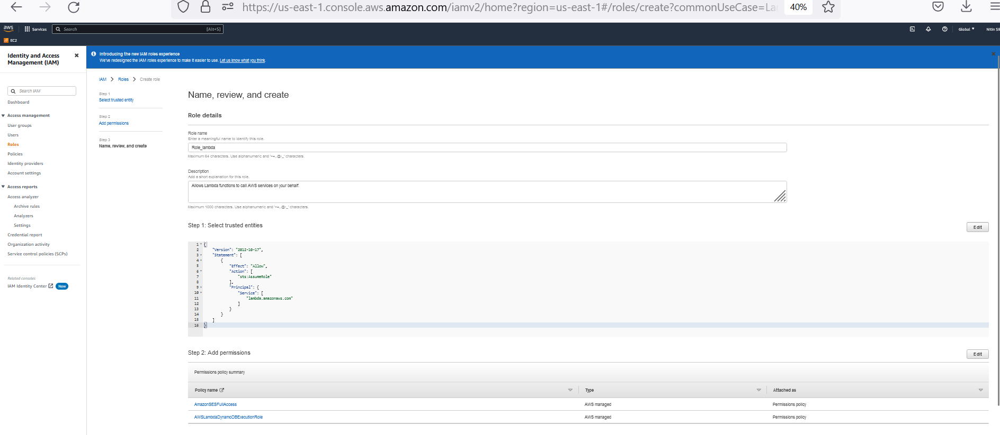 https://us-east-1.console.aws.amazon.com/iamv2/home?region=us-east-1#/roles/create?commonUseCase=La
40%
aws
Services
Search
[Alt+S]
Global
Nitin Sil
EC2
Identity and Access
Management (IAM)
Search IAM
Dashboard
Access management
User groups
Users
Roles
Policies
Identity providers
Account settings
Access reports
Access analyzer
Archive rules
Analyzers
Settings
Credential report
Organization activity
Service control policies (SCPs)
Related consoles
IAM Identity Center
New
Introducing the new IAM roles experience
We've redesigned the IAM roles experience to make it easier to use. Let us know what you think.
IAM > Roles > Create role
Step 1
Select trusted entity
Step 2
Add permissions
Step 3
Name, review, and create
Name, review, and create
Role details
Role name
Enter a meaningful name to identify this role.
Role_lambda
Maximum 64 characters. Use alphanumeric and '+=,.@-_' characters.
Description
Add a short explanation for this role.
Allows Lambda functions to call AWS services on your behalf.
Maximum 1000 characters. Use alphanumeric and '+=,.@-_' characters.
Step 1: Select trusted entities
Edit
1 {
2 "Version": "2012-10-17",
3 "Statement": [
4 {
5 "Effect": "Allow",
6 "Action": [
7 "sts:AssumeRole"
8 ],
9 "Principal": {
10 "Service": [
11 "lambda.amazonaws.com"
12 ]
13 }
14 }
15 ]
16 }
Step 2: Add permissions
Edit
Permissions policy summary
Policy name
Type
Attached as
AmazonSESFullAccess
AWS managed
Permissions policy
AWSLambdaDynamoDBExecutionRole
AWS managed
Permissions policy